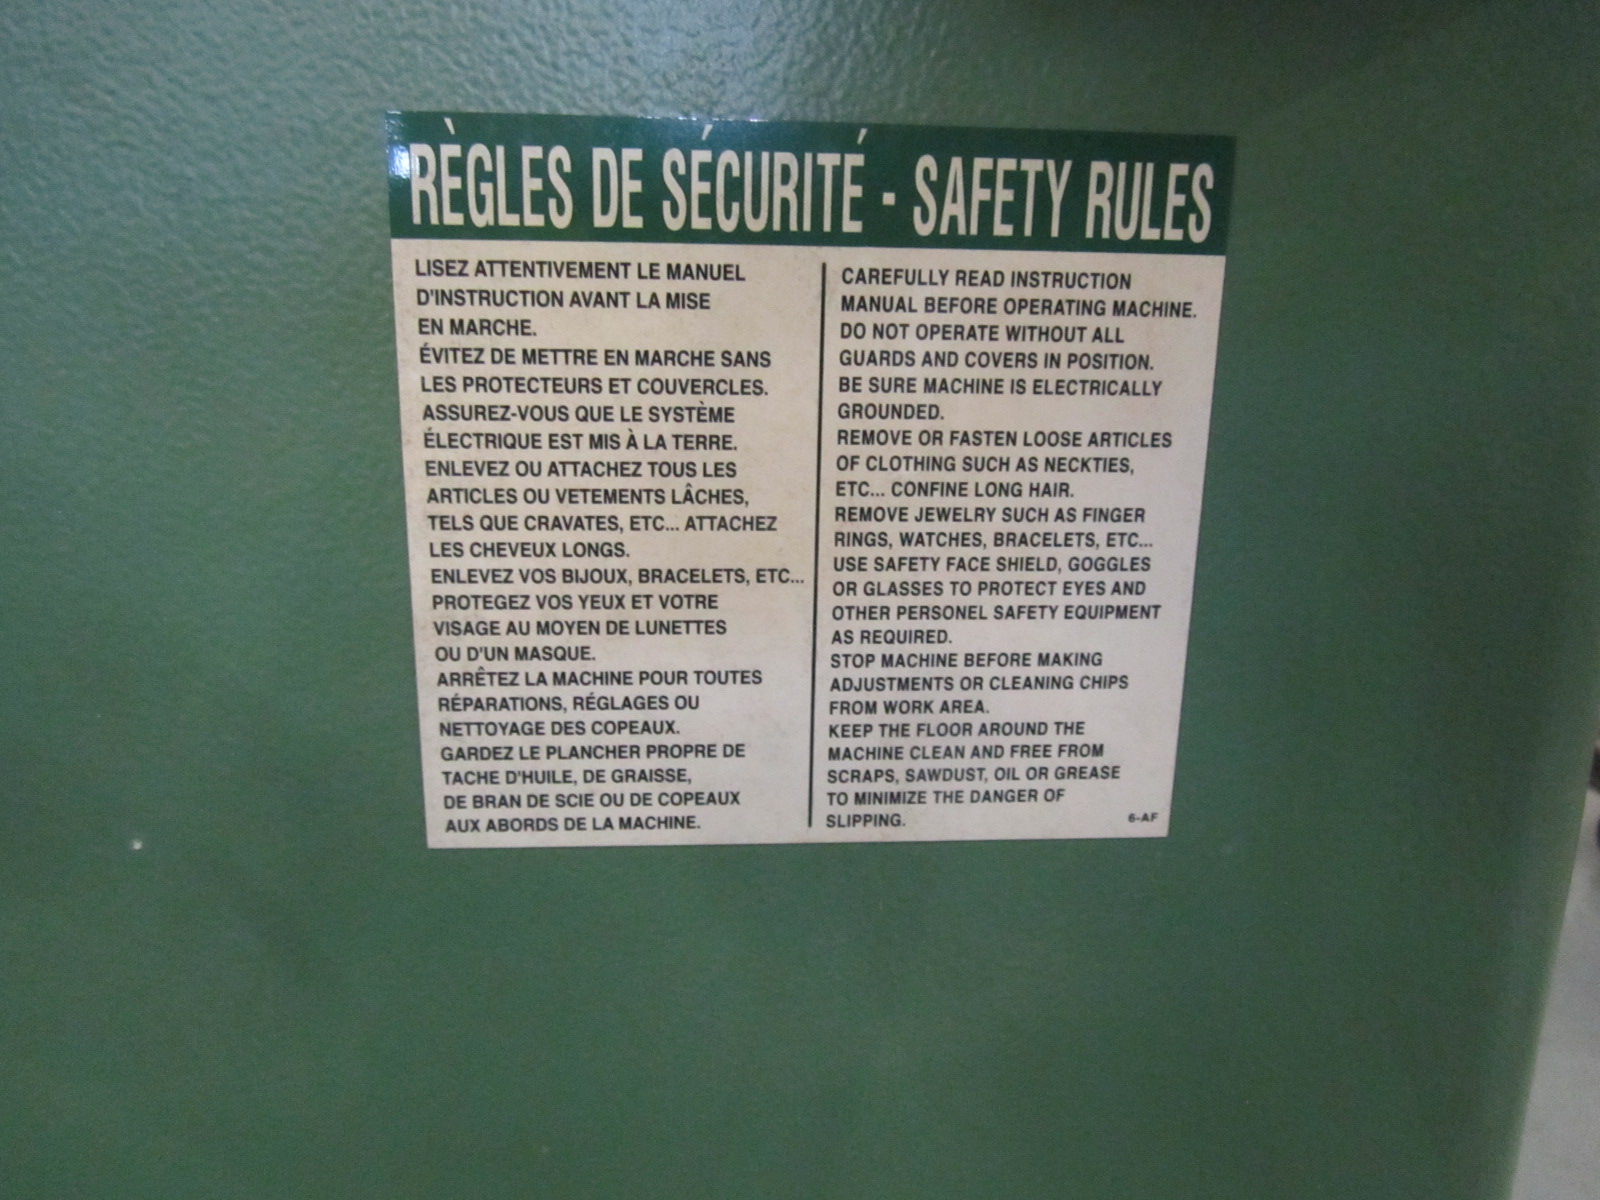 RÈGLES DE SÉCURITÉ - SAFETY RULES
LISEZ ATTENTIVEMENT LE MANUEL
D'INSTRUCTION AVANT LA MISE
EN MARCHE.
ÉVITEZ DE METTRE EN MARCHE SANS
LES PROTECTEURS ET COUVERCLES.
ASSUREZ-VOUS QUE LE SYSTÈME
ÉLECTRIQUE EST MIS À LA TERRE.
ENLEVEZ OU ATTACHEZ TOUS LES
ARTICLES OU VETEMENTS LÂCHES,
TELS QUE CRAVATES, ETC... ATTACHEZ
LES CHEVEUX LONGS.
ENLEVEZ VOS BIJOUX, BRACELETS, ETC...
PROTEGEZ VOS YEUX ET VOTRE
VISAGE AU MOYEN DE LUNETTES
OU D'UN MASQUE.
ARRÊTEZ LA MACHINE POUR TOUTES
RÉPARATIONS, RÉGLAGES OU
NETTOYAGE DES COPEAUX.
GARDEZ LE PLANCHER PROPRE DE
TACHE D'HUILE, DE GRAISSE,
DE BRAN DE SCIE OU DE COPEAUX
AUX ABORDS DE LA MACHINE.
CAREFULLY READ INSTRUCTION
MANUAL BEFORE OPERATING MACHINE.
DO NOT OPERATE WITHOUT ALL
GUARDS AND COVERS IN POSITION.
BE SURE MACHINE IS ELECTRICALLY
GROUNDED.
REMOVE OR FASTEN LOOSE ARTICLES
OF CLOTHING SUCH AS NECKTIES,
ETC... CONFINE LONG HAIR.
REMOVE JEWELRY SUCH AS FINGER
RINGS, WATCHES, BRACELETS, ETC...
USE SAFETY FACE SHIELD, GOGGLES
OR GLASSES TO PROTECT EYES AND
OTHER PERSONEL SAFETY EQUIPMENT
AS REQUIRED.
STOP MACHINE BEFORE MAKING
ADJUSTMENTS OR CLEANING CHIPS
FROM WORK AREA.
KEEP THE FLOOR AROUND THE
MACHINE CLEAN AND FREE FROM
SCRAPS, SAWDUST, OIL OR GREASE
TO MINIMIZE THE DANGER OF
SLIPPING.
6-AF